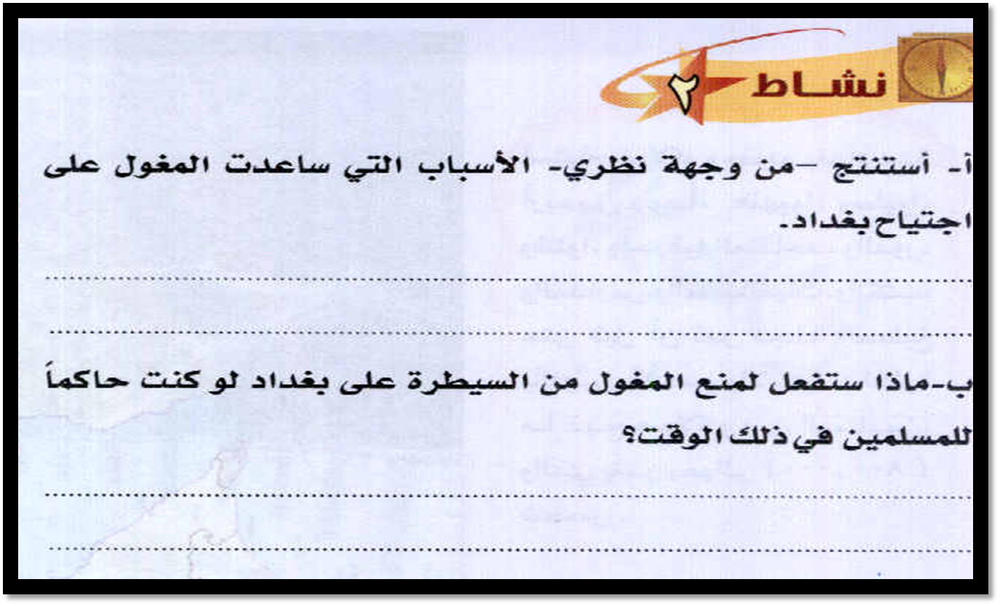 نشاط ٢
أ- أستنتج –من وجهة نظري- الأسباب التي ساعدت المغول على
اجتياح بغداد.
ب-ماذا ستفعل لمنع المغول من السيطرة على بغداد لو كنت حاكماً
للمسلمين في ذلك الوقت؟